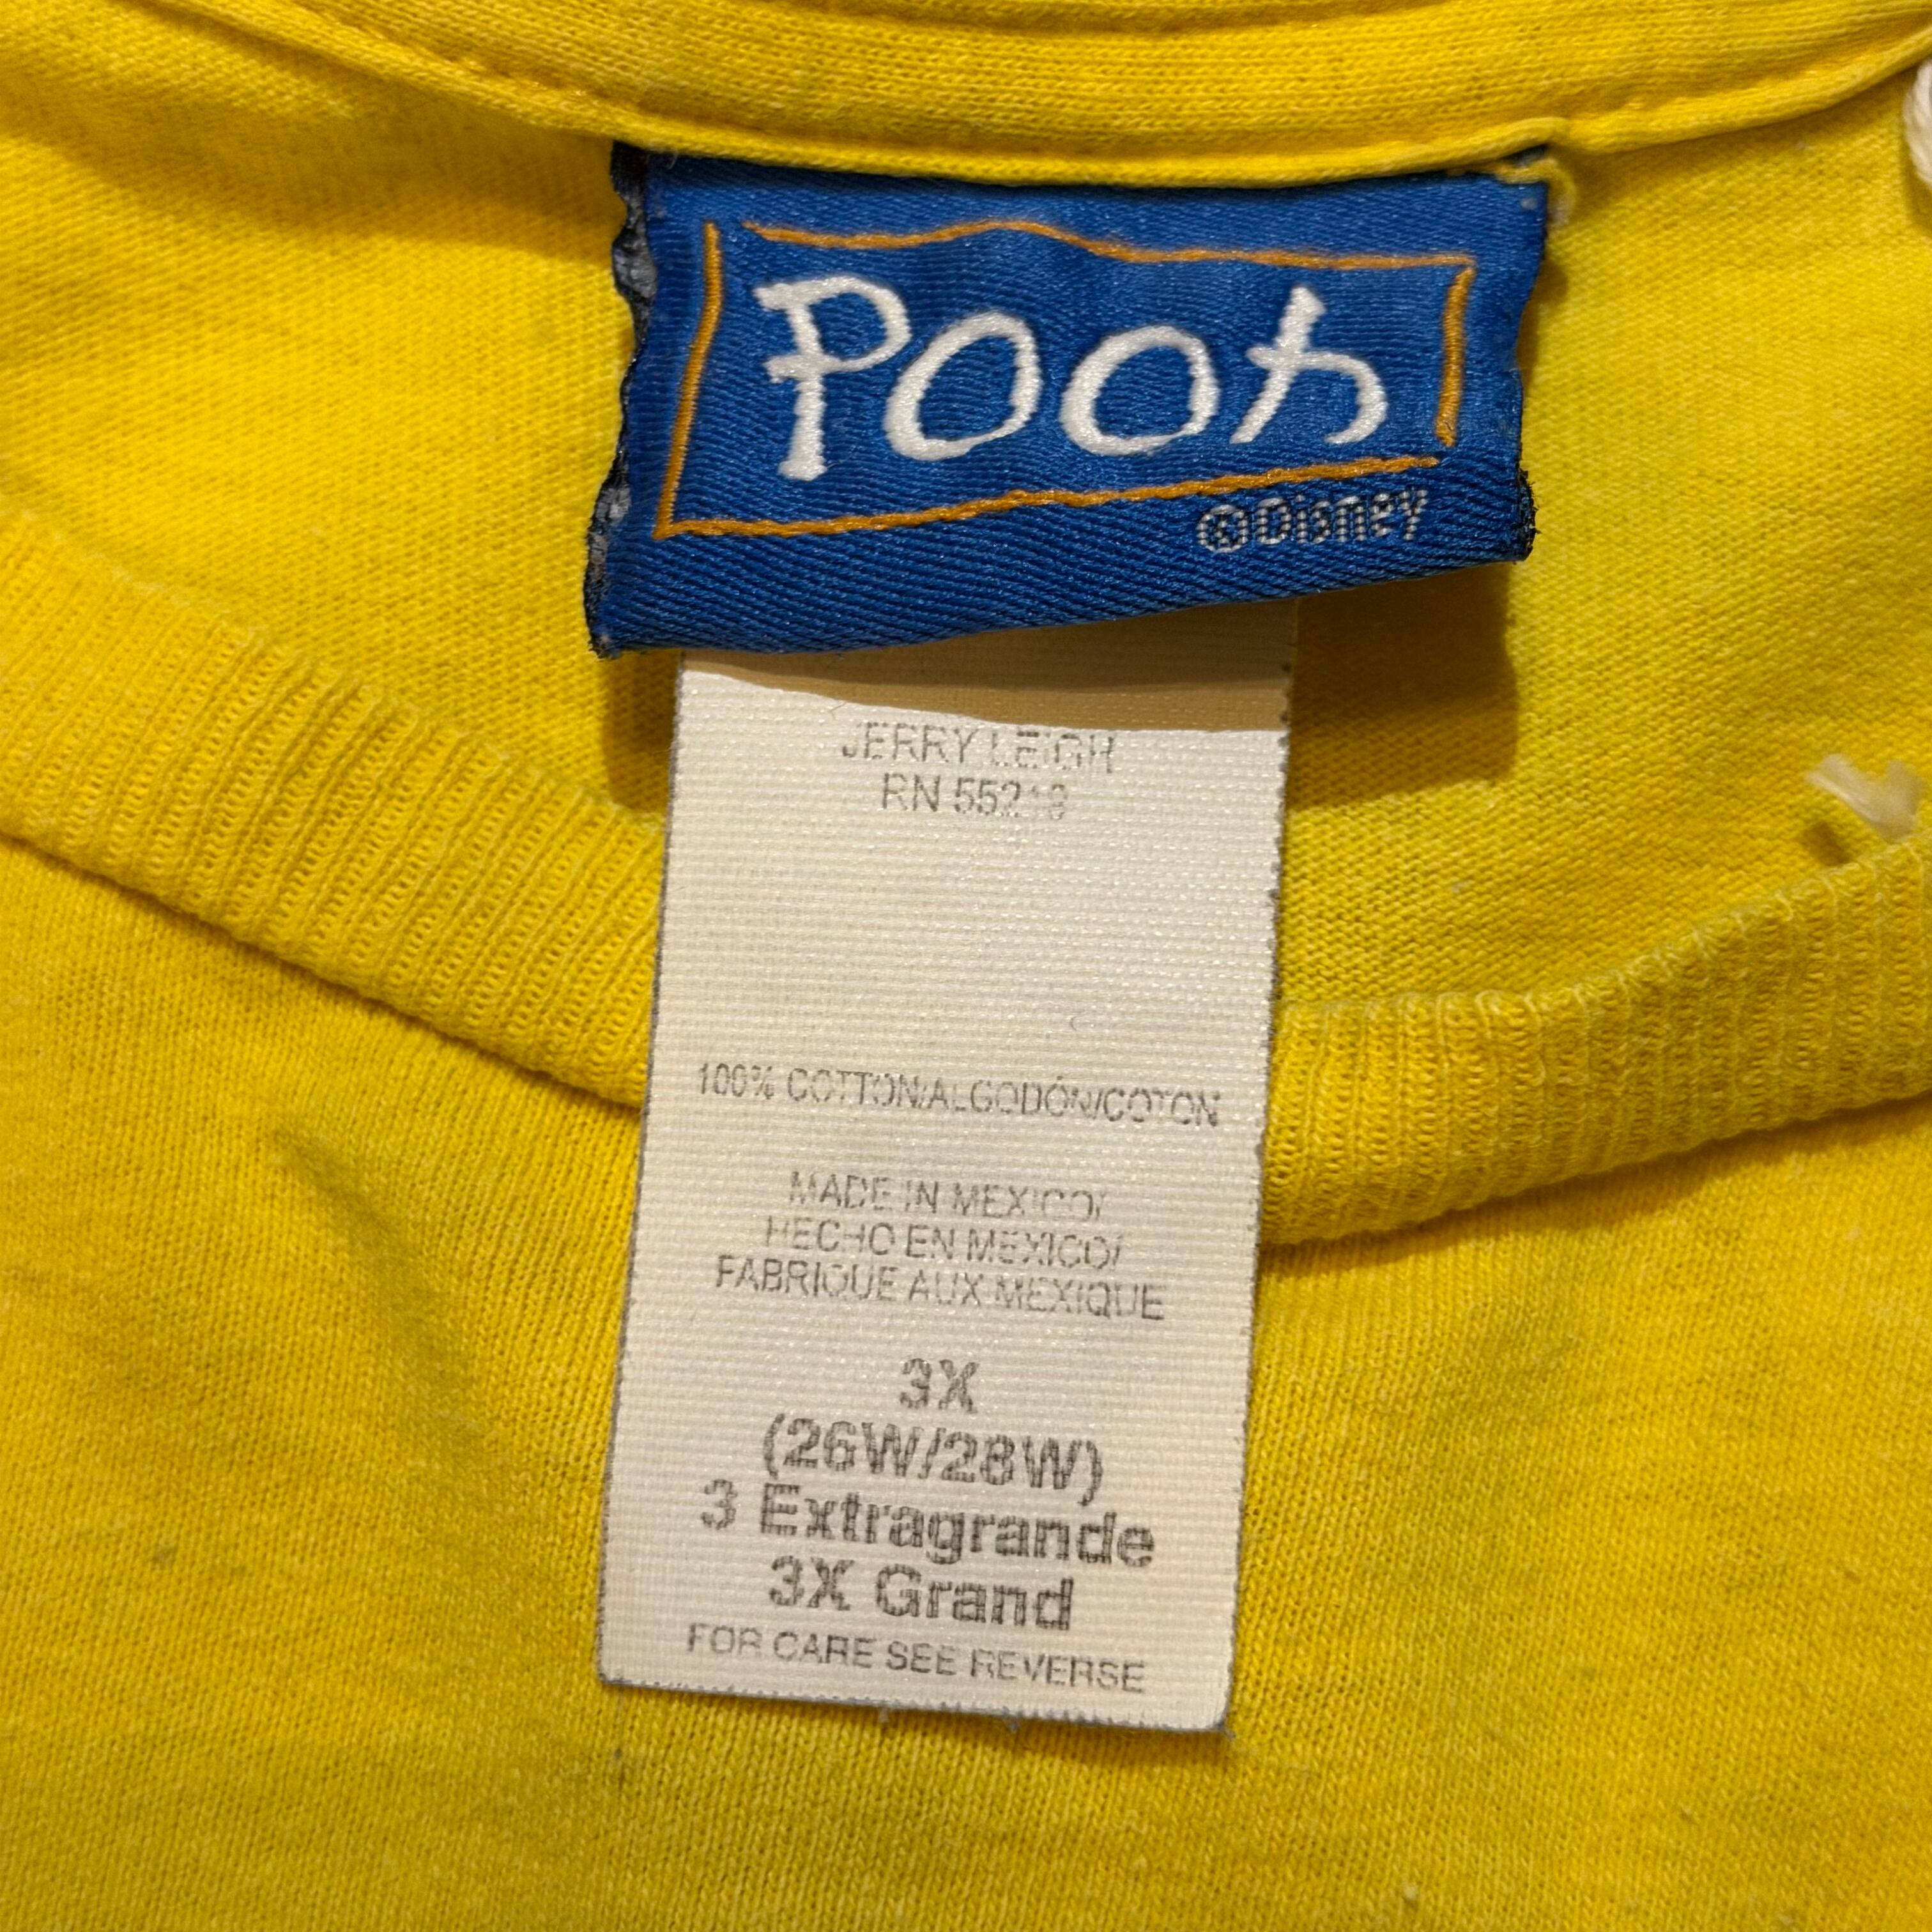 Pooh
©Disney
JERRY LEIGH
RN
100% COTTON/ALGODÓN/COTON
MADE IN MEXICO/
HECHO EN MEXICO/
FABRIQUE AUX MEXIQUE
3X
(26W/28W)
3 Extragrande
3X Grand
FOR CARE SEE REVERSE